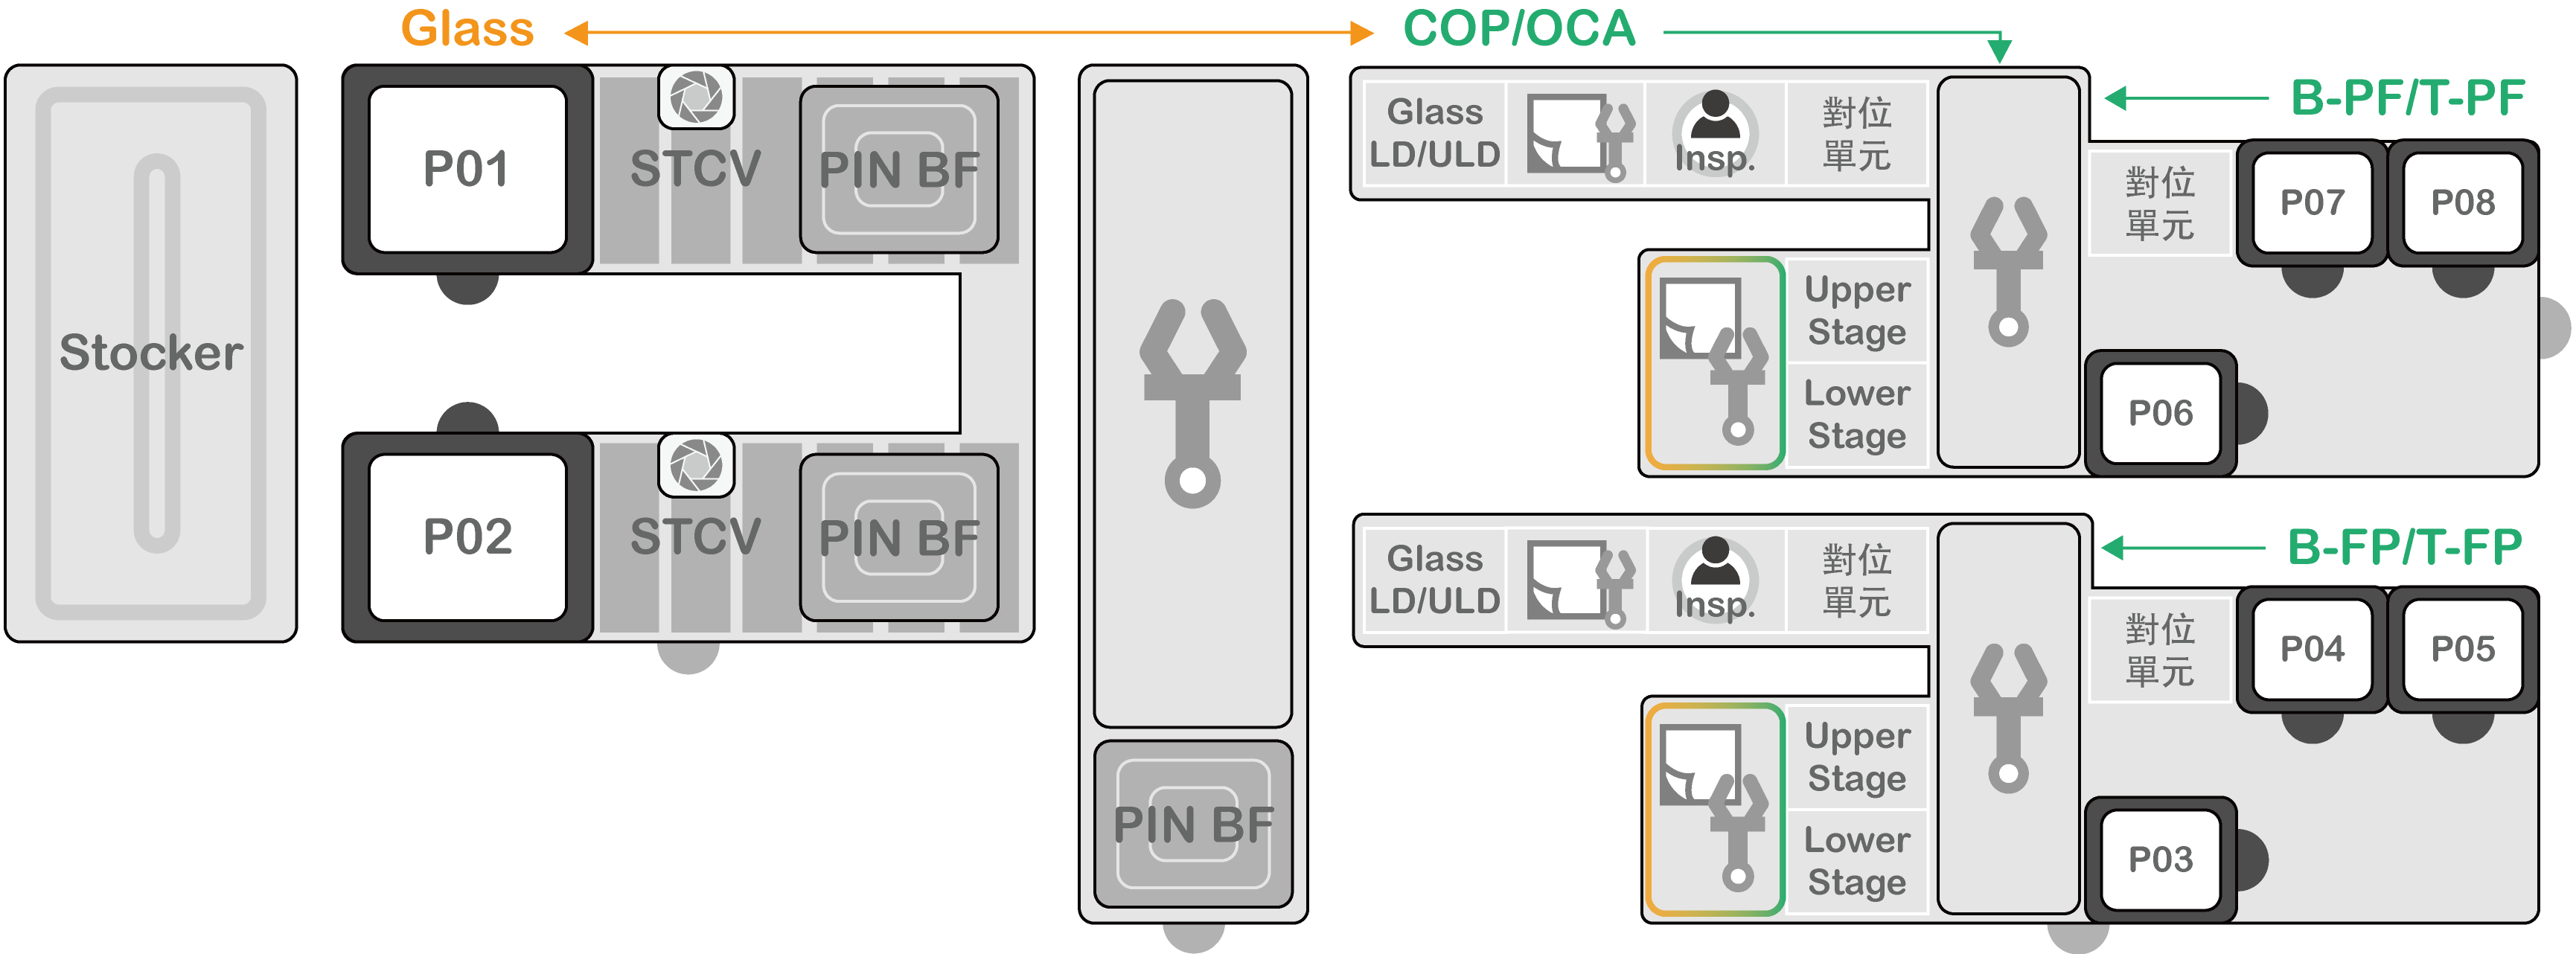 Glass
COP/OCA
B-PF/T-PF
Stocker
P01
STCV
PIN BF
P02
STCV
PIN BF
PIN BF
Glass
LD/ULD
Insp.
對位
單元
Upper
Stage
Lower
Stage
對位
單元
P07
P08
P06
B-FP/T-FP
Glass
LD/ULD
Insp.
對位
單元
Upper
Stage
Lower
Stage
對位
單元
P04
P05
P03